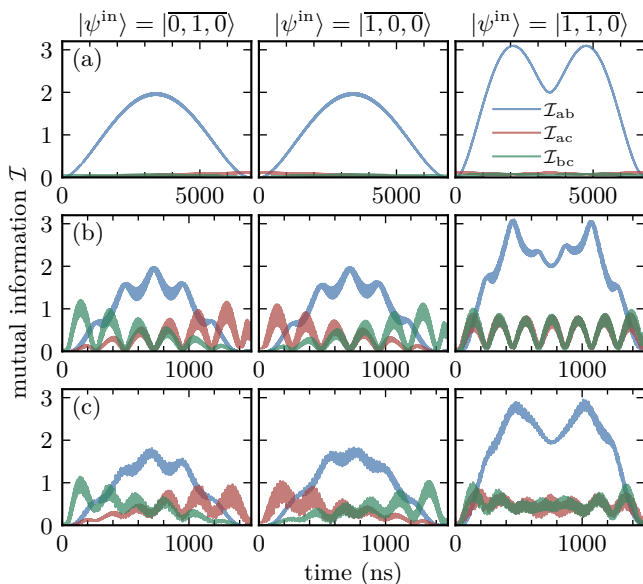 |ψ^in⟩ = |0̅,̅1̅,̅0̅⟩ |ψ^in⟩ = |1̅,̅0̅,̅0̅⟩ |ψ^in⟩ = |1̅,̅1̅,̅0̅⟩
(a)
3
2
1
0
I_ab
I_ac
I_bc
0 5000 0 5000 0 5000
(b)
3
2
1
0
0 1000 0 1000 0 1000
(c)
3
2
1
0
0 1000 0 1000 0 1000
mutual information I
time (ns)